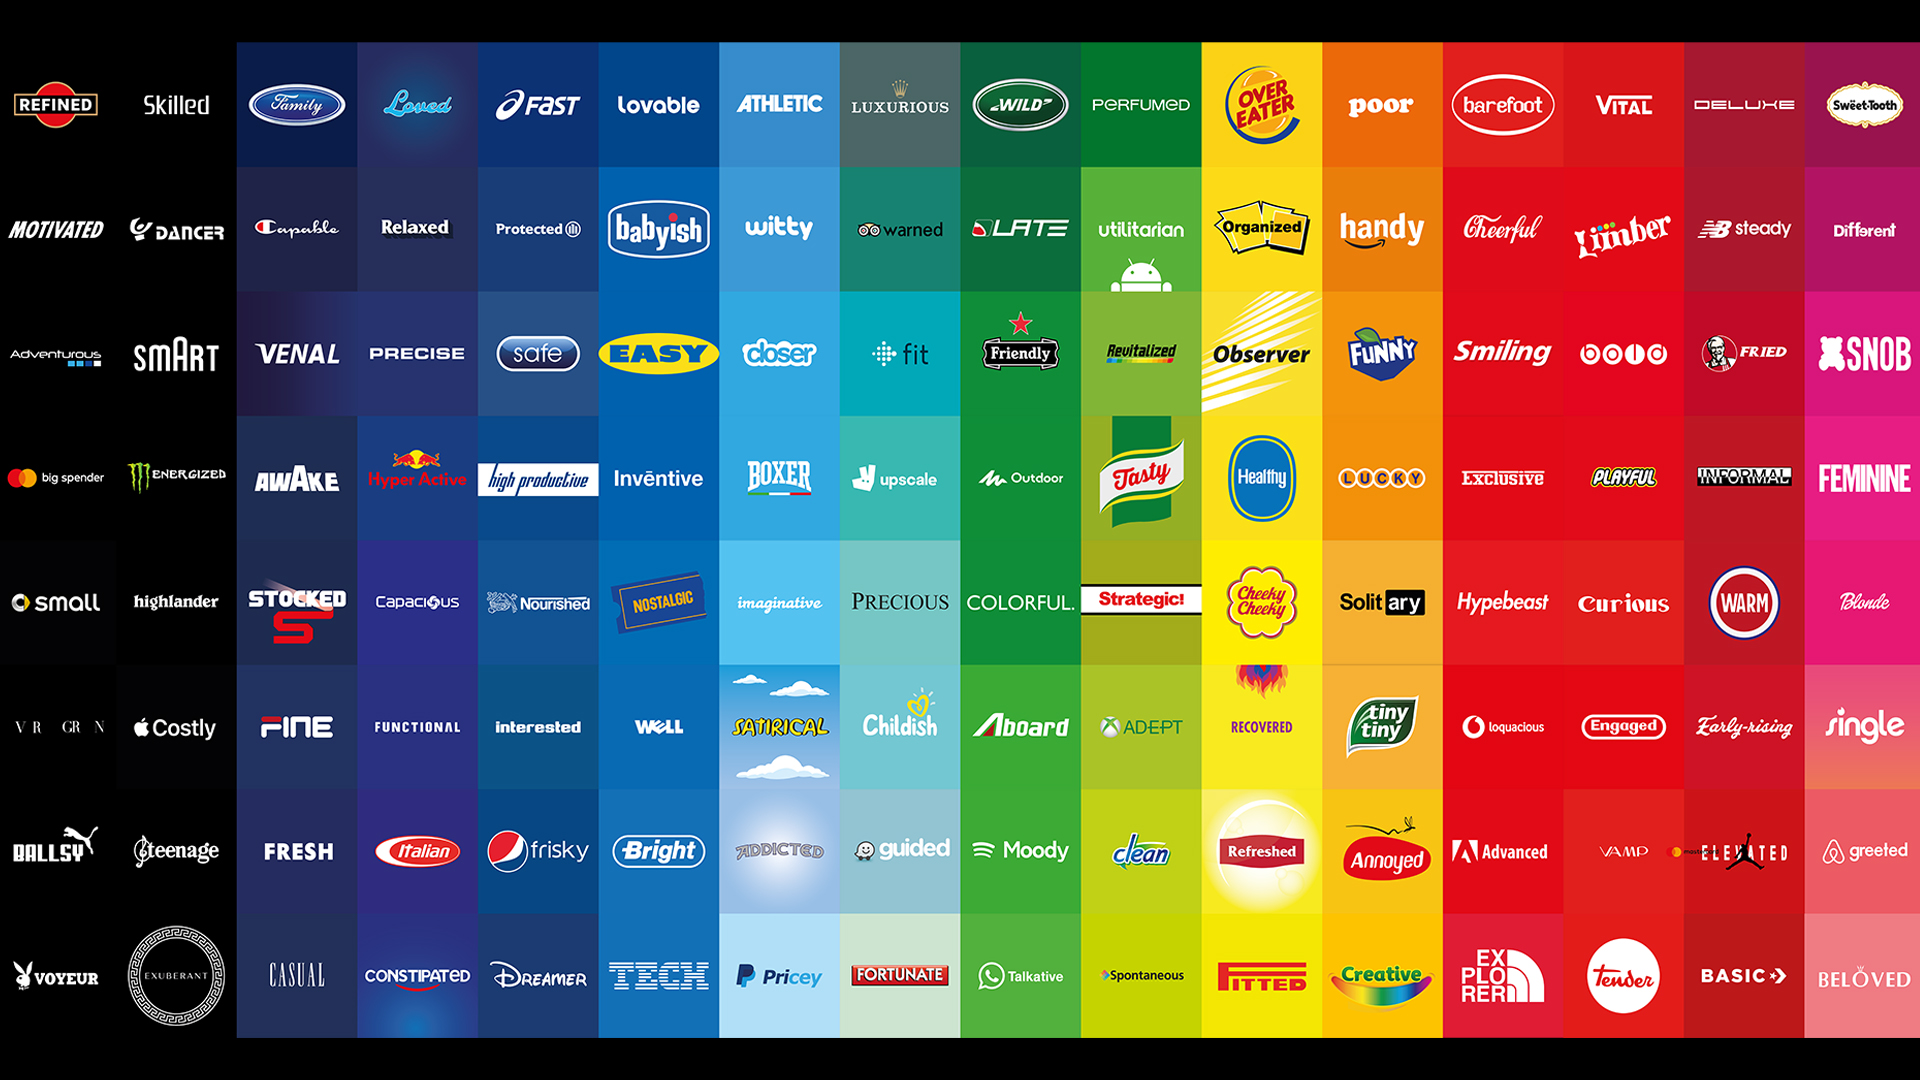 REFINED
Skilled
Family
Loved
FAST
lovable
ATHLETIC
LUXURIOUS
WILD
PERFUMED
OVER
EATER
poor
barefoot
VITAL
DELUXE
Sweet-Tooth
MOTIVATED
DANCER
Capable
Relaxed
Protected
babyish
witty
warned
LATE
utilitarian
Organized
handy
Cheerful
Limber
steady
Different
Adventurous
SMART
VENAL
PRECISE
safe
EASY
closer
fit
Friendly
Revitalized
Observer
FUNNY
Smiling
bold
FRIED
SNOB
big spender
ENERGIZED
AWAKE
Hyper Active
high productive
Invēntive
BOXER
upscale
Outdoor
Tasty
Healthy
LUCKY
EXCLUSIVE
PLAYFUL
INFORMAL
FEMININE
small
highlander
STOCKED
S
CAPACIOUS
Nourished
NOSTALGIC
imaginative
PRECIOUS
COLORFUL.
Strategic!
Cheeky
Cheeky
Solitary
Hypebeast
Curious
WARM
Blonde
V R GR N
Costly
FINE
FUNCTIONAL
interested
WELL
SATIRICAL
Childish
Aboard
ADEPT
RECOVERED
tiny
tiny
loquacious
Engaged
Early-rising
single
BALLSY
teenage
FRESH
Italian
frisky
Bright
ADDICTED
guided
Moody
clean
Refreshed
Annoyed
Advanced
VAMP
ELEVATED
greeted
VOYEUR
EXUBERANT
CASUAL
CONSTIPATED
DREAMER
TECH
Pricey
FORTUNATE
Talkative
Spontaneous
FITTED
Creative
EX
PLO
RER
Tender
BASIC
BELOVED